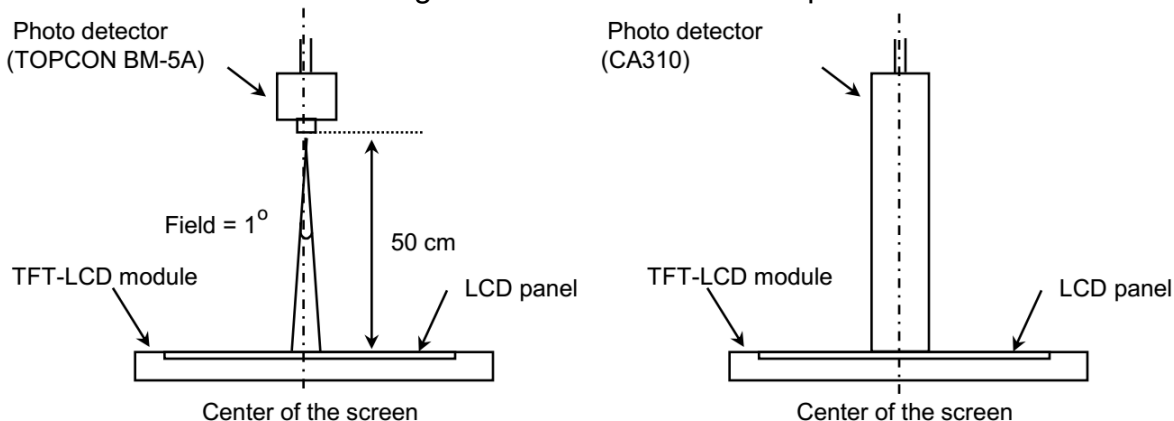 Photo detector
(TOPCON BM-5A)
Field = 1o
50 cm
TFT-LCD module
LCD panel
Center of the screen
Photo detector
(CA310)
TFT-LCD module
LCD panel
Center of the screen